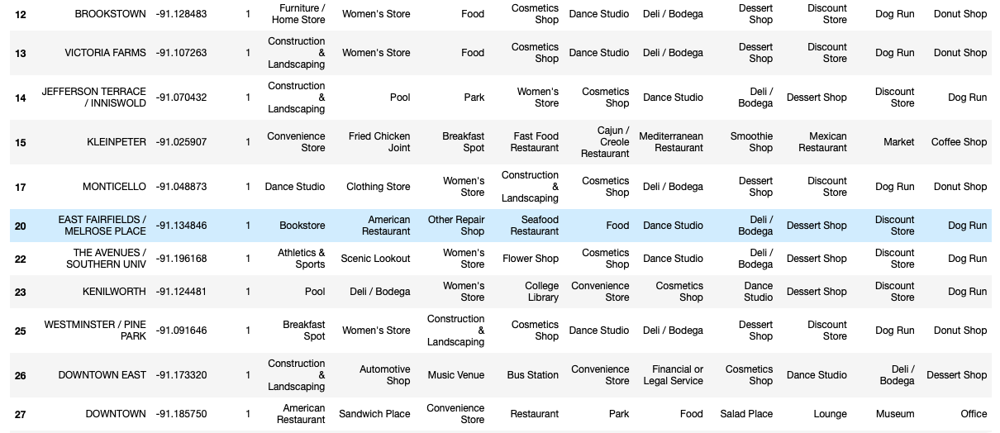 12 BROOKSTOWN -91.128483 1 Furniture / Home Store Women's Store Food Cosmetics Shop Dance Studio Deli / Bodega Dessert Shop Discount Store Dog Run Donut Shop
13 VICTORIA FARMS -91.107263 1 Construction & Landscaping Women's Store Food Cosmetics Shop Dance Studio Deli / Bodega Dessert Shop Discount Store Dog Run Donut Shop
14 JEFFERSON TERRACE / INNISWOLD -91.070432 1 Construction & Landscaping Pool Park Women's Store Cosmetics Shop Dance Studio Deli / Bodega Dessert Shop Discount Store Dog Run
15 KLEINPETER -91.025907 1 Convenience Store Fried Chicken Joint Breakfast Spot Fast Food Restaurant Cajun / Creole Restaurant Mediterranean Restaurant Smoothie Shop Mexican Restaurant Market Coffee Shop
17 MONTICELLO -91.048873 1 Dance Studio Clothing Store Women's Store Construction & Landscaping Cosmetics Shop Deli / Bodega Dessert Shop Discount Store Dog Run Donut Shop
20 EAST FAIRFIELDS / MELROSE PLACE -91.134846 1 Bookstore American Restaurant Other Repair Shop Seafood Restaurant Food Dance Studio Deli / Bodega Dessert Shop Discount Store Dog Run
22 THE AVENUES / SOUTHERN UNIV -91.196168 1 Athletics & Sports Scenic Lookout Women's Store Flower Shop Cosmetics Shop Dance Studio Deli / Bodega Dessert Shop Discount Store Dog Run
23 KENILWORTH -91.124481 1 Pool Deli / Bodega Women's Store College Library Convenience Store Cosmetics Shop Dance Studio Dessert Shop Discount Store Dog Run
25 WESTMINSTER / PINE PARK -91.091646 1 Breakfast Spot Women's Store Construction & Landscaping Cosmetics Shop Dance Studio Deli / Bodega Dessert Shop Discount Store Dog Run Donut Shop
26 DOWNTOWN EAST -91.173320 1 Construction & Landscaping Automotive Shop Music Venue Bus Station Convenience Store Financial or Legal Service Cosmetics Shop Dance Studio Deli / Bodega Dessert Shop
27 DOWNTOWN -91.185750 1 American Restaurant Sandwich Place Convenience Store Restaurant Park Food Salad Place Lounge Museum Office